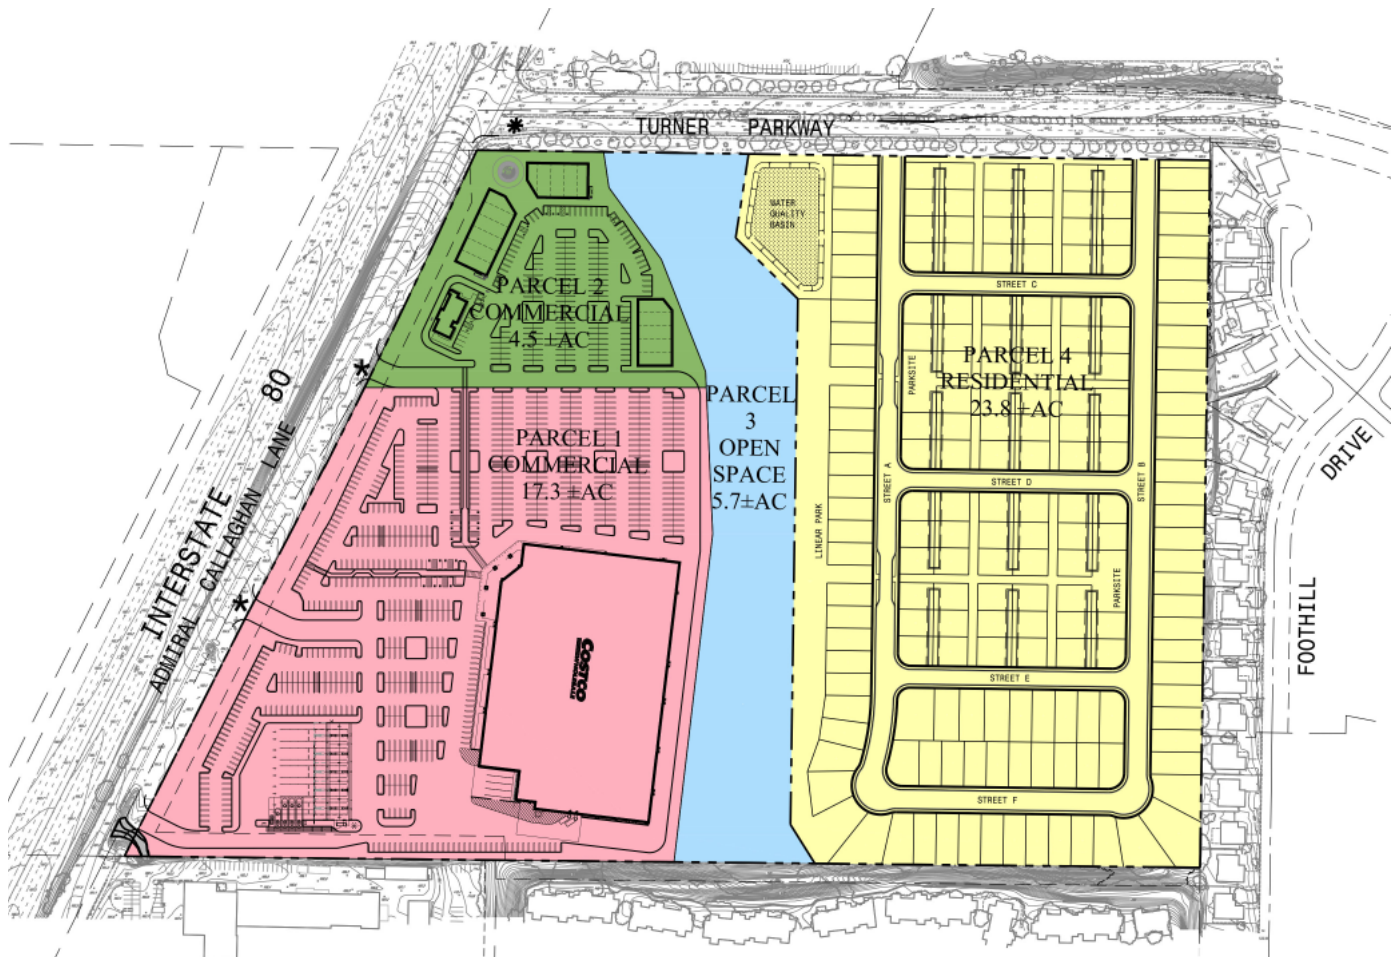 TURNER PARKWAY
WATER
QUALITY
BASIN
STREET C
PARCEL 2
COMMERCIAL
4.5 ±AC
PARCEL 4
RESIDENTIAL
23.8 ±AC
PARKSITE
PARCEL
3
OPEN
SPACE
5.7±AC
PARCEL 1
COMMERCIAL
17.3 ±AC
INTERSTATE 80
ADMIRAL CALLAGHAN LANE
STREET A
STREET B
STREET D
LINEAR PARK
PARKSITE
STREET E
STREET F
COSTCO
FOOTHILL DRIVE